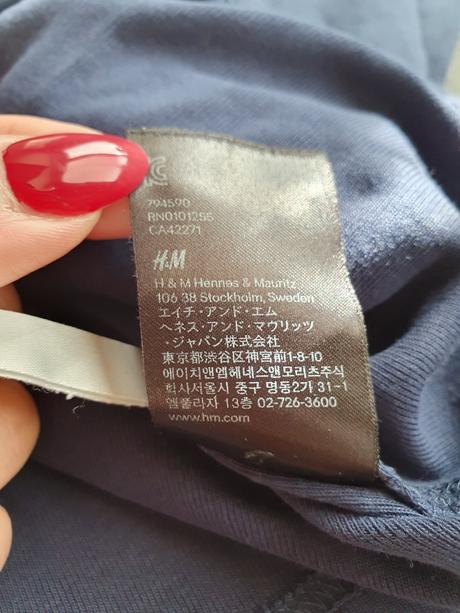 794590
RN0101255
CA42271
H&M
H & M Hennes & Mauritz
106 38 Stockholm, Sweden
エイチ・アンド・エム
ヘネス・アンド・マウリッツ
・ジャパン株式会社
東京都渋谷区神宮前1-8-10
에이치앤엠헤네스앤모리츠주식
회사서울시 중구 명동2가 31-1
엠플리자 13층 02-726-3600
www.hm.com